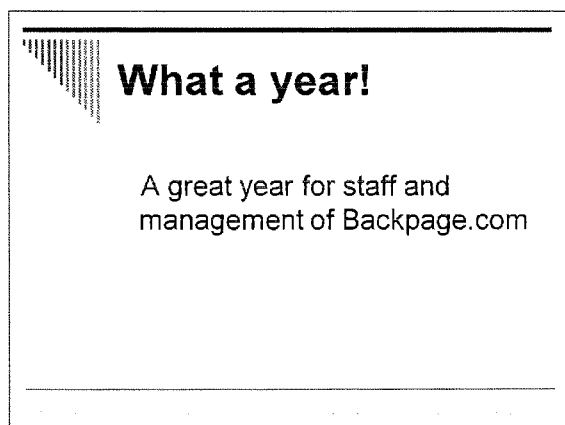 What a year!
A great year for staff and
management of Backpage.com